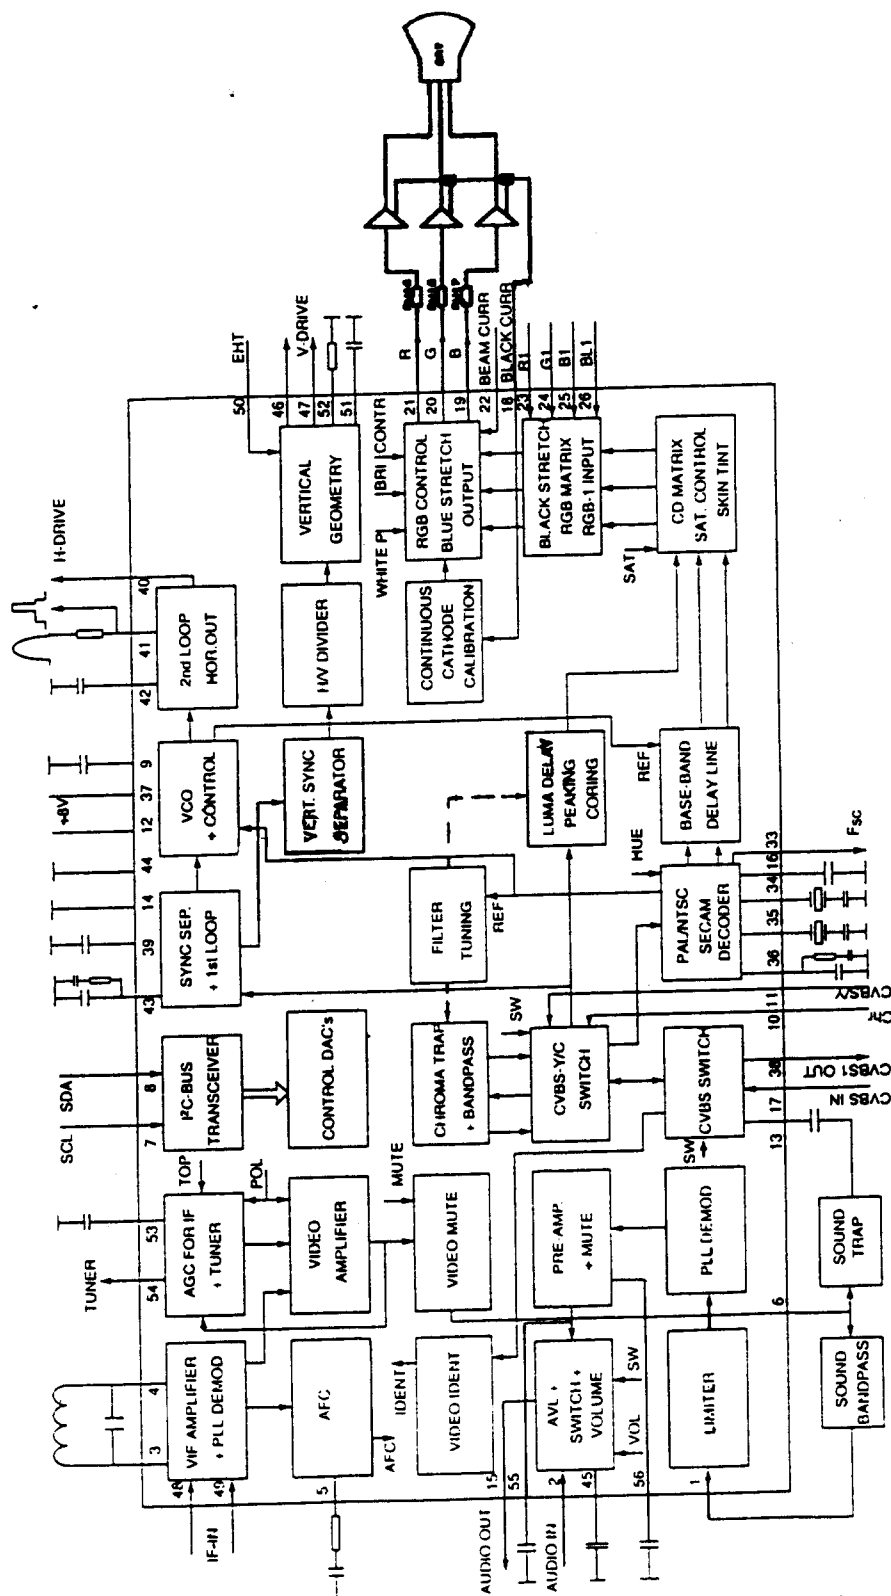 CRT
R
G
B
BEAM CURR
BLACK CURR
R1
G1
B1
BL1
EHT
V-DRIVE
H-DRIVE
50
46
47
52
51
21
20
19
22
18
23
24
25
26
VERTICAL
GEOMETRY
WHITE P
BRI
CONTR
RGB CONTROL
BLUE STRETCH
OUTPUT
BLACK STRETCH
RGB MATRIX
RGB-1 INPUT
CD MATRIX
SAT. CONTROL
SKIN TINT
SAT
40
41
42
2nd LOOP
HOR.OUT
H/V DIVIDER
CONTINUOUS
CATHODE
CALIBRATION
9
37
+8V
12
44
14
39
43
VCO
+ CONTROL
VERT. SYNC
SEPARATOR
LUMA DELAY
PEAKING
CORING
REF
BASE-BAND
DELAY LINE
SYNC SEP.
+ 1st LOOP
FILTER
TUNING
REF
HUE
PAL/NTSC
SECAM
DECODER
33
Fsc
16
34
35
36
SDA
SCL
8
7
I²C-BUS
TRANSCEIVER
CONTROL DAC's
CHROMA TRAP
+ BANDPASS
SW
CVBS-Y/C
SWITCH
CVBS SWITCH
SW
11
CVBS/Y
10
38
CVBS1 OUT
17
CVBS IN
13
TUNER
53
54
TOP
AGC FOR IF
+ TUNER
POL
VIDEO
AMPLIFIER
MUTE
VIDEO MUTE
PRE-AMP.
+ MUTE
PLL DEMOD
SOUND
TRAP
6
4
3
VIF AMPLIFIER
+ PLL DEMOD
AFC
AFC
IDENT
VIDEO IDENT
AVL +
SWITCH +
VOLUME
SW
VOL
LIMITER
SOUND
BANDPASS
48
49
IF-IN
5
15
55
2
45
56
1
AUDIO OUT
AUDIO IN